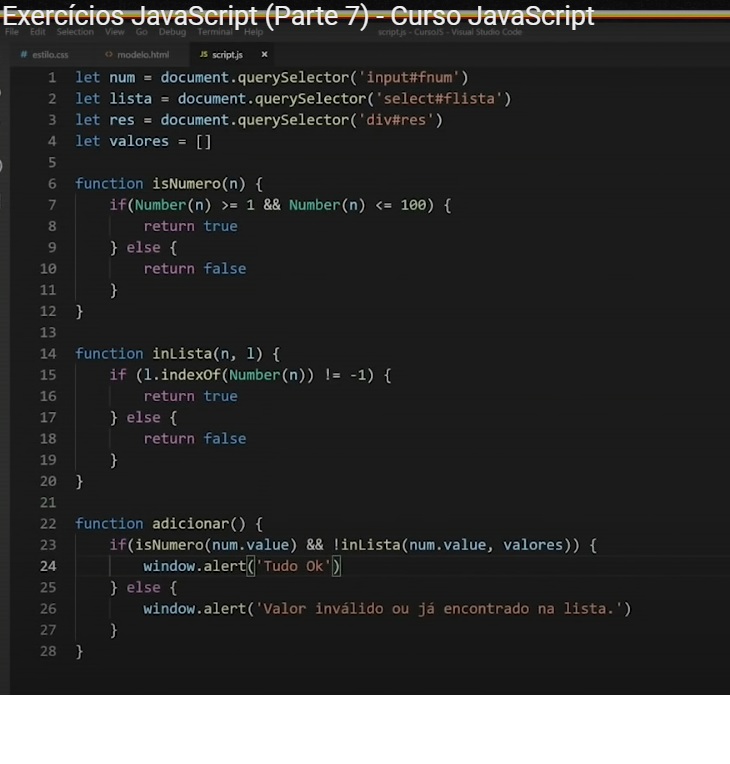 Exercícios JavaScript (Parte 7) - Curso JavaScript
File Edit Selection View Go Debug Terminal Help script.js - CursoJS - Visual Studio Code
# estilo.css <> modelo.html JS script.js ×
1 let num = document.querySelector('input#fnum')
2 let lista = document.querySelector('select#flista')
3 let res = document.querySelector('div#res')
4 let valores = []
5
6 function isNumero(n) {
7 if(Number(n) >= 1 && Number(n) <= 100) {
8 return true
9 } else {
10 return false
11 }
12 }
13
14 function inLista(n, l) {
15 if (l.indexOf(Number(n)) != -1) {
16 return true
17 } else {
18 return false
19 }
20 }
21
22 function adicionar() {
23 if(isNumero(num.value) && !inLista(num.value, valores)) {
24 window.alert('Tudo Ok')
25 } else {
26 window.alert('Valor inválido ou já encontrado na lista.')
27 }
28 }